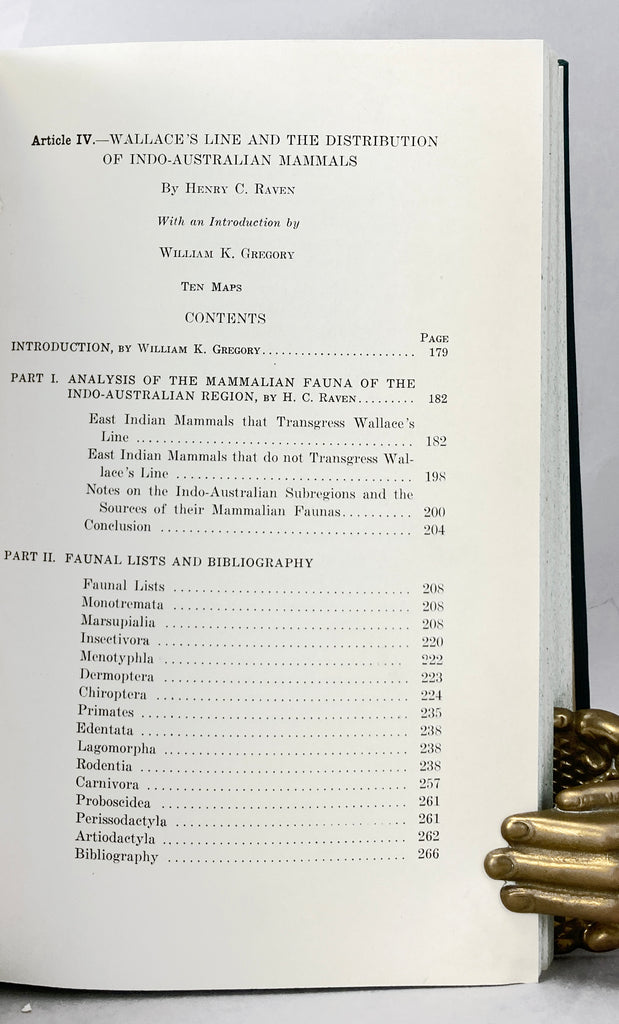 Article IV.—WALLACE'S LINE AND THE DISTRIBUTION
OF INDO-AUSTRALIAN MAMMALS
By Henry C. Raven
With an Introduction by
William K. Gregory
Ten Maps
CONTENTS
Page
INTRODUCTION, by William K. Gregory........................ 179
PART I. ANALYSIS OF THE MAMMALIAN FAUNA OF THE
INDO-AUSTRALIAN REGION, by H. C. Raven......... 182
East Indian Mammals that Transgress Wallace's
Line ........................................ 182
East Indian Mammals that do not Transgress Wal-
lace's Line .................................. 198
Notes on the Indo-Australian Subregions and the
Sources of their Mammalian Faunas.......... 200
Conclusion .................................... 204
PART II. FAUNAL LISTS AND BIBLIOGRAPHY
Faunal Lists .................................. 208
Monotremata .................................. 208
Marsupialia ................................... 208
Insectivora .................................... 220
Menotyphla ................................... 222
Dermoptera ................................... 223
Chiroptera .................................... 224
Primates ...................................... 235
Edentata ...................................... 238
Lagomorpha ................................... 238
Rodentia ...................................... 238
Carnivora ..................................... 257
Proboscidea ................................... 261
Perissodactyla ................................. 261
Artiodactyla ................................... 262
Bibliography ................................... 266